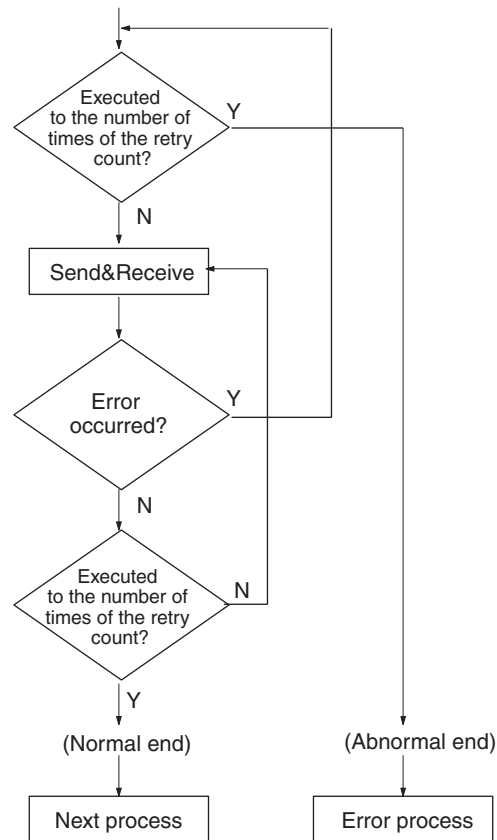 Executed
to the number of
times of the retry
count?
Y
N
Send&Receive
Error
occurred?
Y
N
Executed
to the number of
times of the retry
count?
N
Y
(Normal end)
(Abnormal end)
Next process
Error process